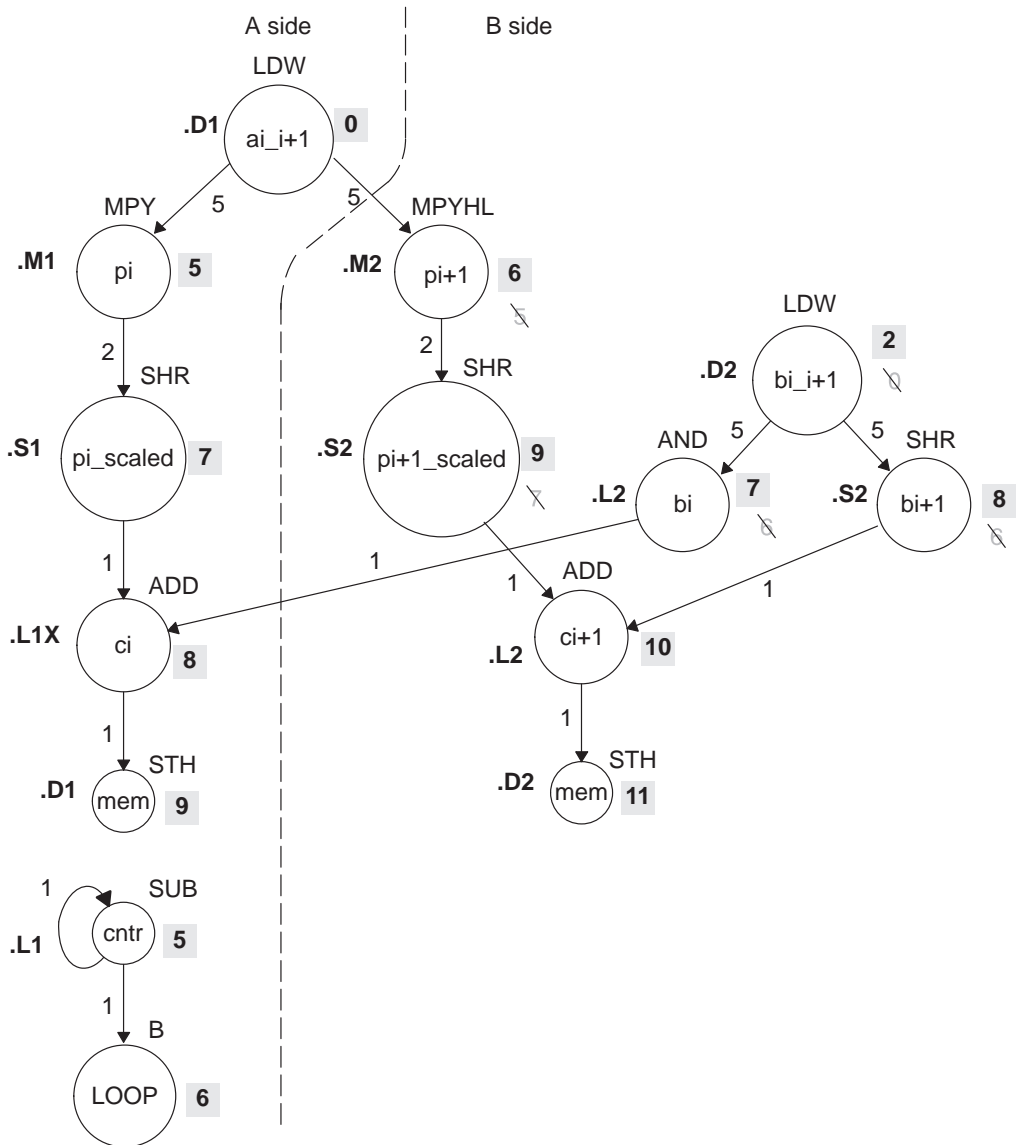 A side
B side
LDW
.D1
ai_i+1
0
5
5
MPY
MPYHL
.M1
pi
5
.M2
pi+1
6
5
LDW
2
2
2
.D2
bi_i+1
0
SHR
SHR
5
5
AND
SHR
.S1
pi_scaled
7
.S2
pi+1_scaled
9
7
.L2
bi
7
6
.S2
bi+1
8
6
1
1
1
1
ADD
ADD
.L1X
ci
8
.L2
ci+1
10
1
1
STH
STH
.D1
mem
9
.D2
mem
11
1
SUB
.L1
cntr
5
1
B
LOOP
6